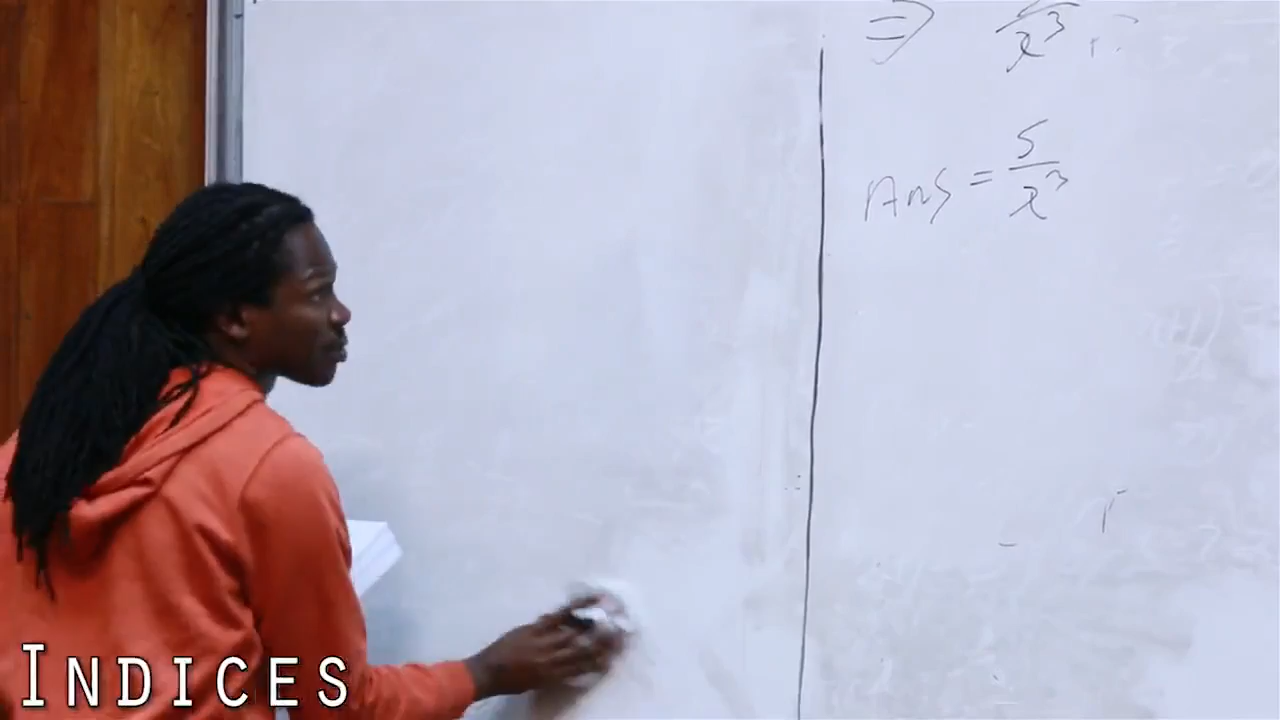 ⇒ x³
Ans = 5/x³
INDICES